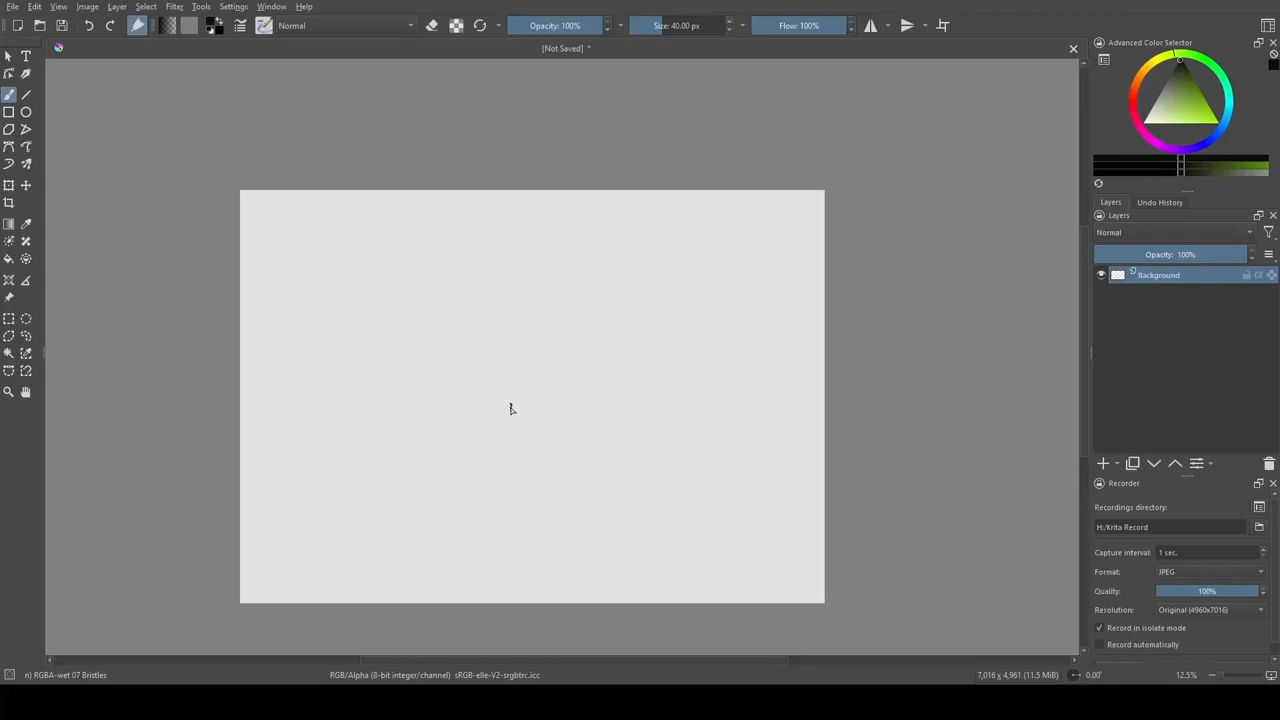 File Edit View Image Layer Select Filter Tools Settings Window Help
Normal Opacity: 100% Size: 40.00 px Flow: 100%
[Not Saved] *
Advanced Color Selector
Layers Undo History
Layers
Normal
Opacity: 100%
Background
Recorder
Recordings directory:
H:/Krita Record
Capture interval: 1 sec.
Format: JPEG
Quality: 100%
Resolution: Original (4960x7016)
Record in isolate mode
Record automatically
n) RGBA-wet 07 Bristles RGB/Alpha (8-bit integer/channel) sRGB-elle-V2-srgbtrc.icc 7,016 x 4,961 (11.5 MiB) 0.00° 12.5%